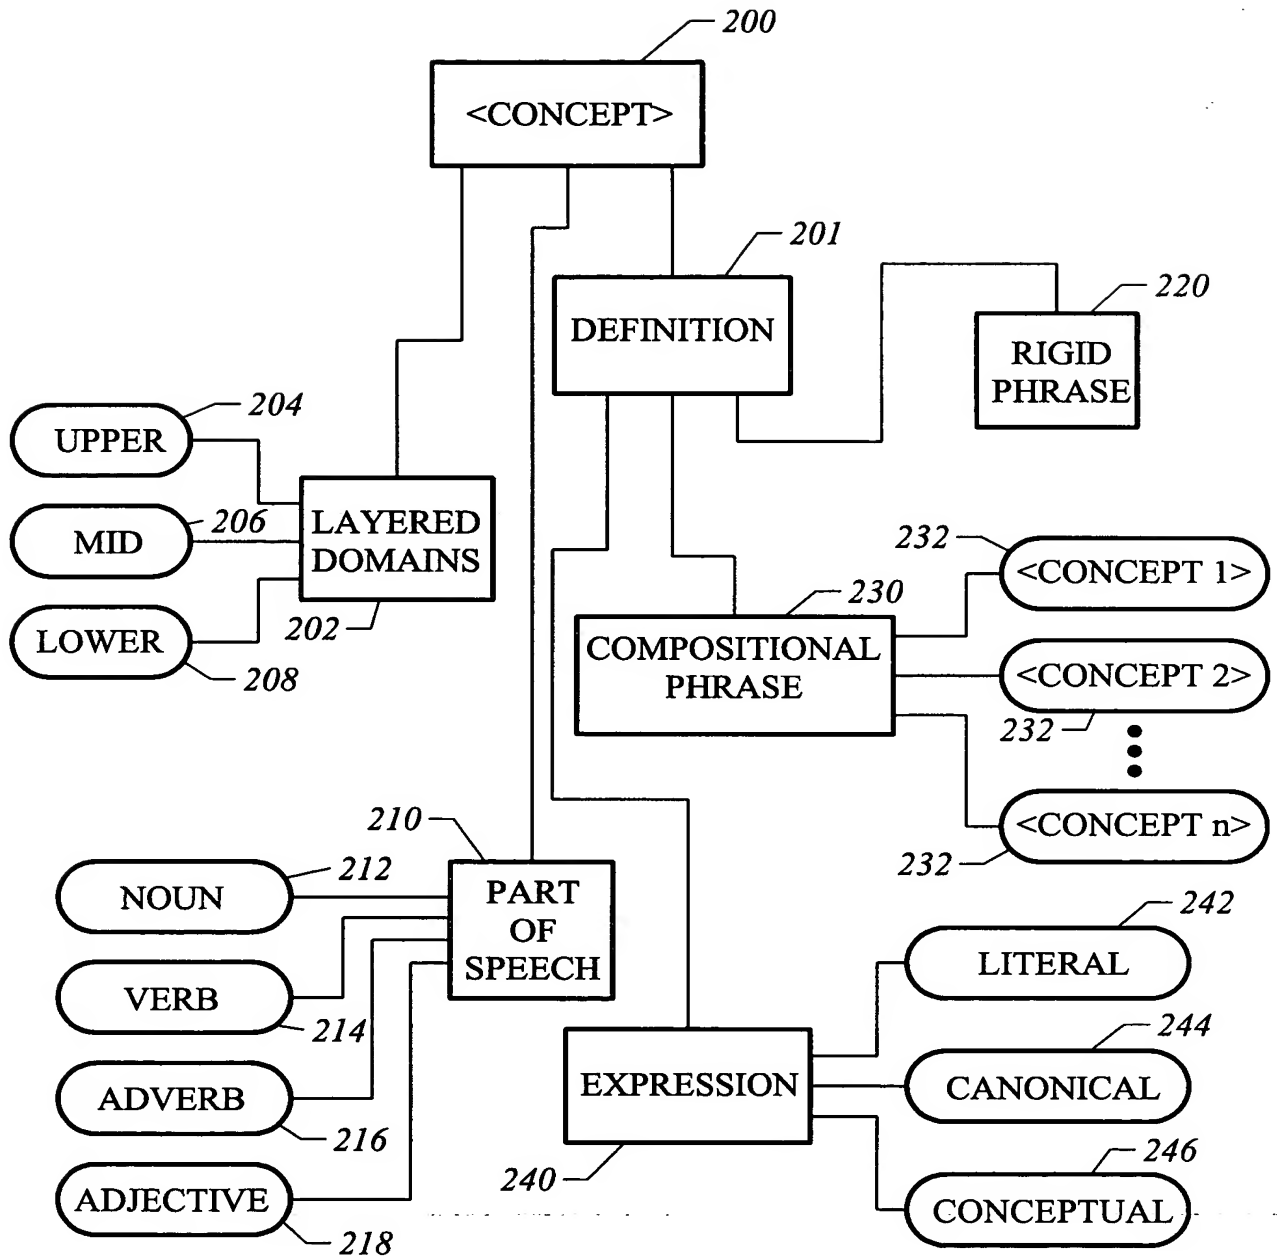 200
<CONCEPT>
201
DEFINITION
220
RIGID
PHRASE
204
UPPER
206
MID
LAYERED
DOMAINS
202
LOWER
208
232
<CONCEPT 1>
230
COMPOSITIONAL
PHRASE
<CONCEPT 2>
232
<CONCEPT n>
232
210
PART
OF
SPEECH
212
NOUN
VERB
214
ADVERB
216
ADJECTIVE
218
242
LITERAL
EXPRESSION
240
244
CANONICAL
246
CONCEPTUAL